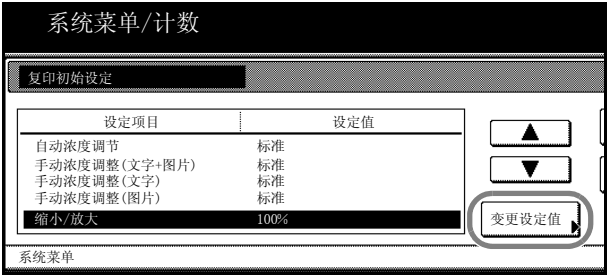 系统菜单/计数
复印初始设定
设定项目 设定值
自动浓度调节 标准
手动浓度调整(文字+图片) 标准
手动浓度调整(文字) 标准
手动浓度调整(图片) 标准
缩小/放大 100%
变更设定值
系统菜单